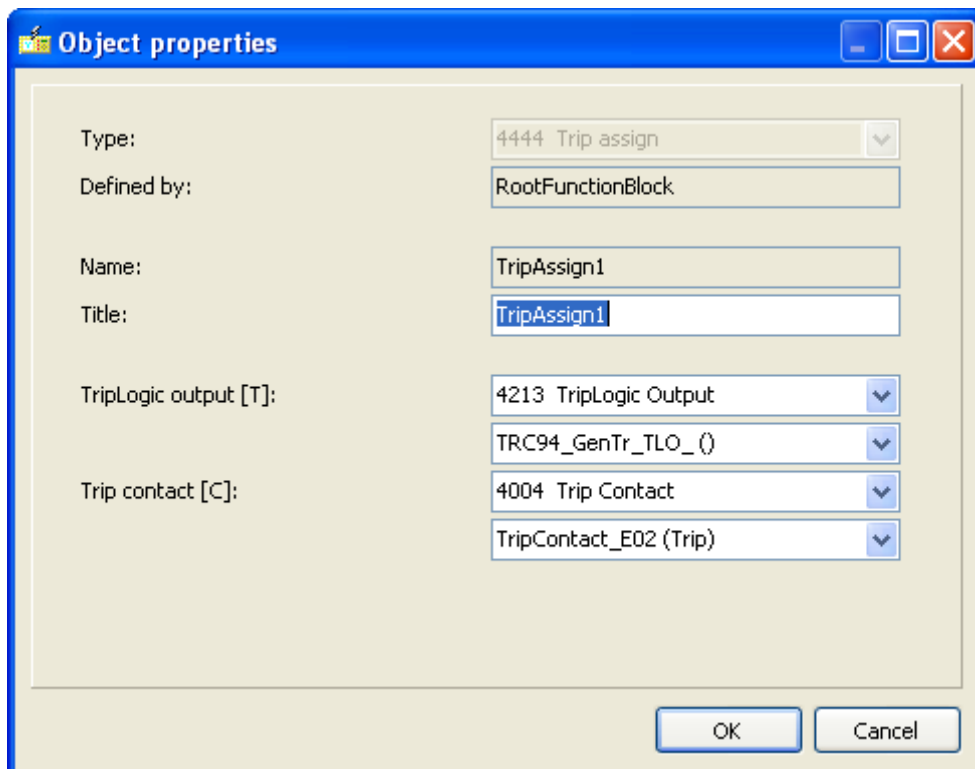 Object properties
Type: 4444 Trip assign
Defined by: RootFunctionBlock
Name: TripAssign1
Title: TripAssign1
TripLogic output [T]: 4213 TripLogic Output
TRC94_GenTr_TLO_ ()
Trip contact [C]: 4004 Trip Contact
TripContact_E02 (Trip)
OK Cancel